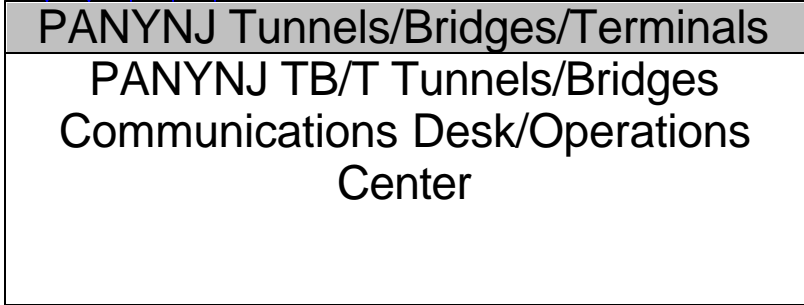 PANYNJ Tunnels/Bridges/Terminals
PANYNJ TB/T Tunnels/Bridges
Communications Desk/Operations
Center